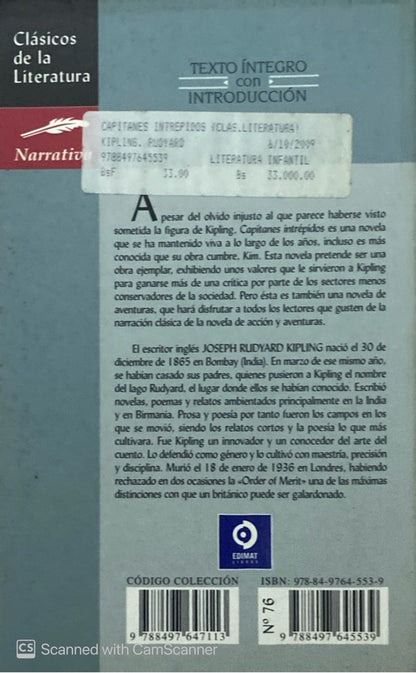 Clásicos
de la
Literatura
Narrativa
TEXTO ÍNTEGRO
con
INTRODUCCIÓN
CAPITANES INTREPIDOS (CLAS.LITERATURA)
KIPLING, RUDYARD 6/10/2009
9788497645539 LITERATURA INFANTIL
BsF 33.00 Bs 33.000.00
A pesar del olvido injusto al que parece haberse visto
sometida la figura de Kipling, Capitanes intrépidos es una novela
que se ha mantenido viva a lo largo de los años, incluso es más
conocida que su obra cumbre, Kim. Esta novela pretende ser una
obra ejemplar, exhibiendo unos valores que le sirvieron a Kipling
para ganarse más de una crítica por parte de los sectores menos
conservadores de la sociedad. Pero ésta es también una novela de
aventuras, que hará disfrutar a todos los lectores que gusten de la
narración clásica de la novela de acción y aventuras.
El escritor inglés JOSEPH RUDYARD KIPLING nació el 30 de
diciembre de 1865 en Bombay (India). En marzo de ese mismo año,
se habían casado sus padres, quienes pusieron a Kipling el nombre
del lago Rudyard, el lugar donde ellos se habían conocido. Escribió
novelas, poemas y relatos ambientados principalmente en la India
y en Birmania. Prosa y poesía por tanto fueron los campos en los
que se movió, siendo los relatos cortos y la poesía lo que más
cultivara. Fue Kipling un innovador y un conocedor del arte del
cuento. Lo defendió como género y lo cultivó con maestría, precisión
y disciplina. Murió el 18 de enero de 1936 en Londres, habiendo
rechazado en dos ocasiones la «Order of Merit» una de las máximas
distinciones con que un británico puede ser galardonado.
EDIMAT
LIBROS
CÓDIGO COLECCIÓN
9 788497 647113
ISBN: 978-84-9764-553-9
Nº 76
9 788497 645539
CS Scanned with CamScanner